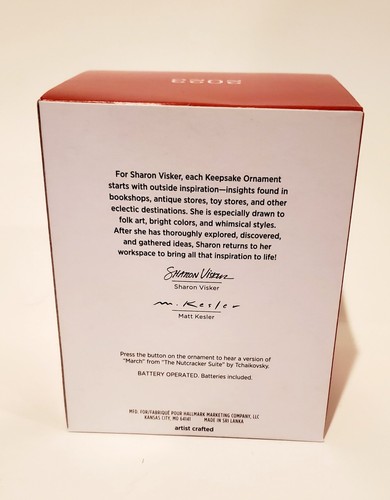 2023
For Sharon Visker, each Keepsake Ornament
starts with outside inspiration—insights found in
bookshops, antique stores, toy stores, and other
eclectic destinations. She is especially drawn to
folk art, bright colors, and whimsical styles.
After she has thoroughly explored, discovered,
and gathered ideas, Sharon returns to her
workspace to bring all that inspiration to life!
Sharon Visker
Sharon Visker
M. Kesler
Matt Kesler
Press the button on the ornament to hear a version of
"March" from "The Nutcracker Suite" by Tchaikovsky.
BATTERY OPERATED. Batteries included.
MFD. FOR/FABRIQUÉ POUR HALLMARK MARKETING COMPANY, LLC
KANSAS CITY, MO 64141 MADE IN SRI LANKA
artist crafted